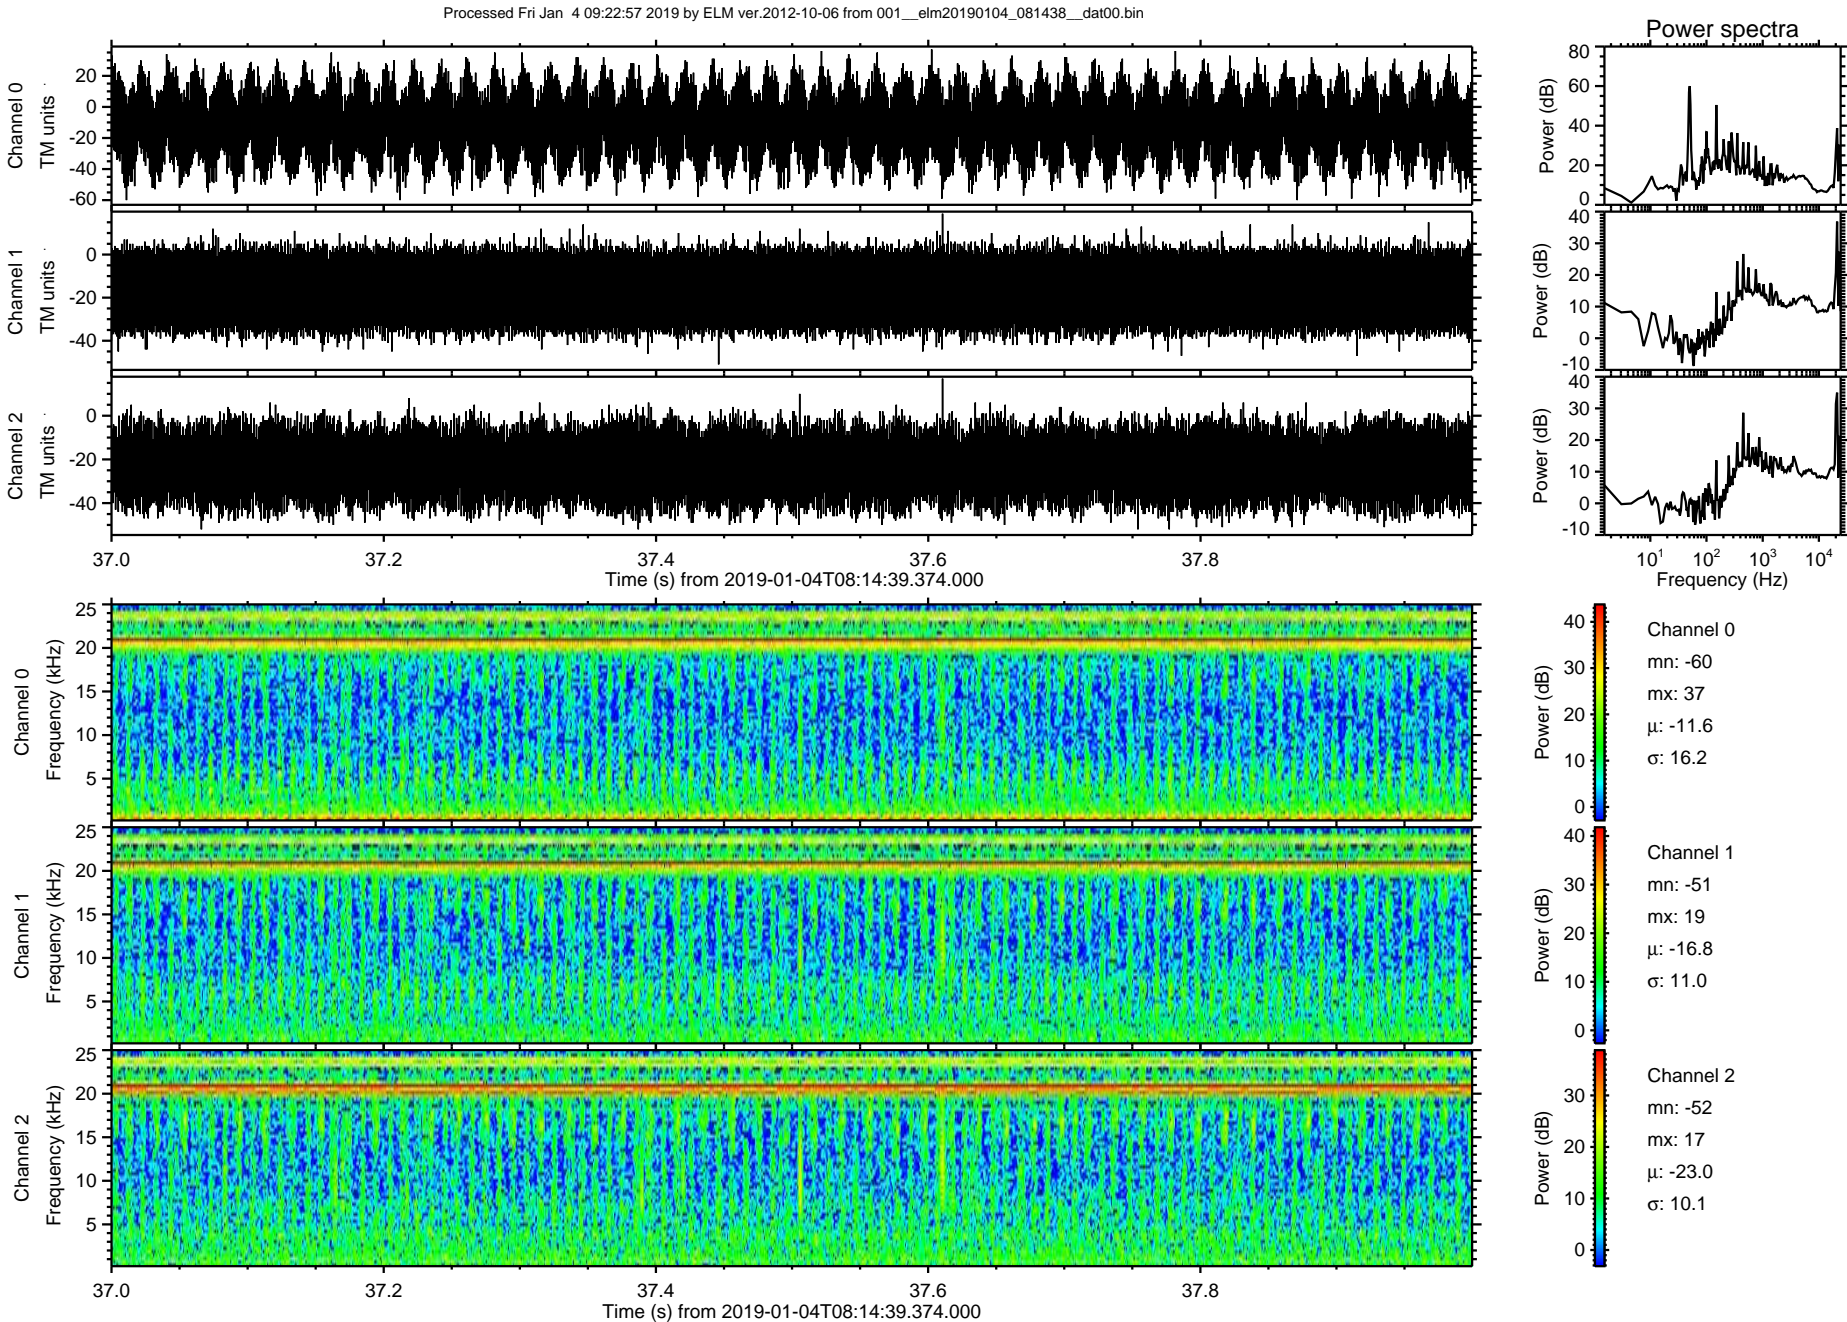 Processed Fri Jan  4 09:22:57 2019 by ELM ver.2012-10-06 from 001__elm20190104_081438__dat00.bin
Power spectra
Channel 0
TM units
20
0
-20
-40
-60
Power (dB)
80
60
40
20
0
Channel 1
TM units
0
-20
-40
Power (dB)
40
30
20
10
0
-10
Channel 2
TM units
0
-20
-40
Power (dB)
40
30
20
10
0
-10
37.0 37.2 37.4 37.6 37.8
Time (s) from 2019-01-04T08:14:39.374.000
10^1 10^2 10^3 10^4
Frequency (Hz)
Channel 0
Frequency (kHz)
25
20
15
10
5
Power (dB)
40
30
20
10
0
Channel 0
mn: -60
mx: 37
μ: -11.6
σ: 16.2
Channel 1
Frequency (kHz)
25
20
15
10
5
Power (dB)
40
30
20
10
0
Channel 1
mn: -51
mx: 19
μ: -16.8
σ: 11.0
Channel 2
Frequency (kHz)
25
20
15
10
5
Power (dB)
30
20
10
0
Channel 2
mn: -52
mx: 17
μ: -23.0
σ: 10.1
37.0 37.2 37.4 37.6 37.8
Time (s) from 2019-01-04T08:14:39.374.000